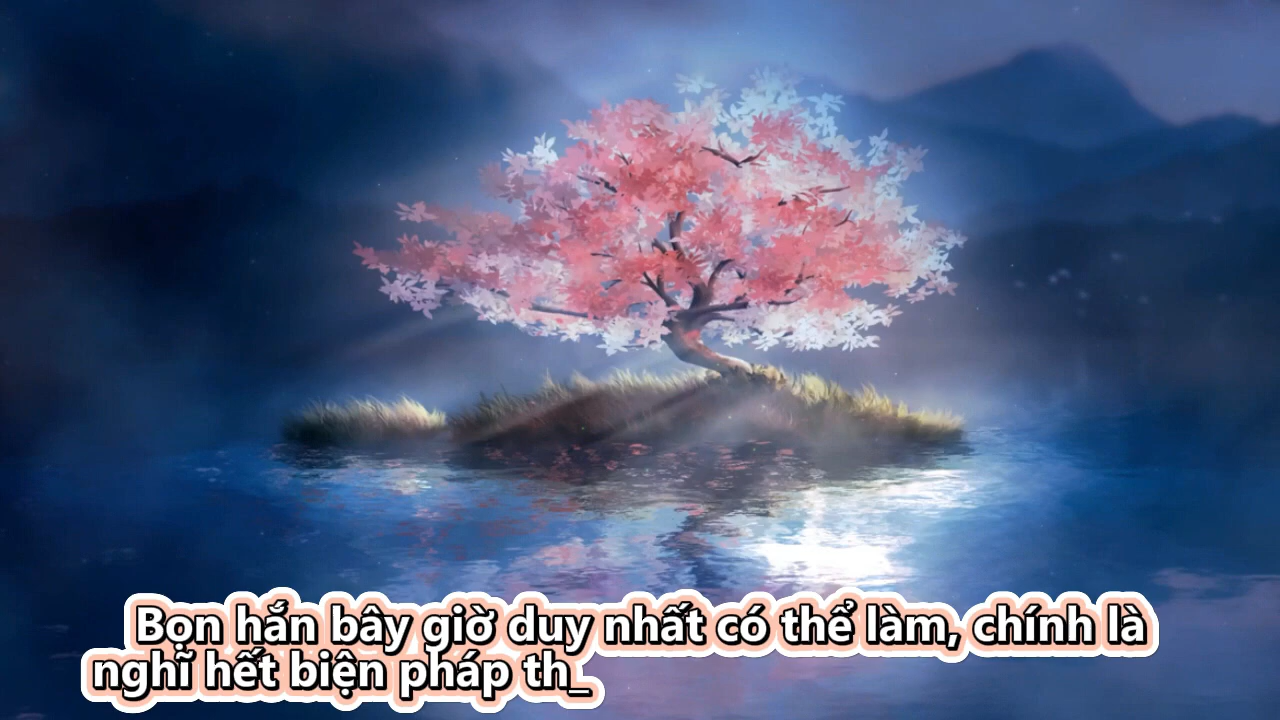 Bọn hắn bây giờ duy nhất có thể làm, chính là
nghĩ hết biện pháp th_